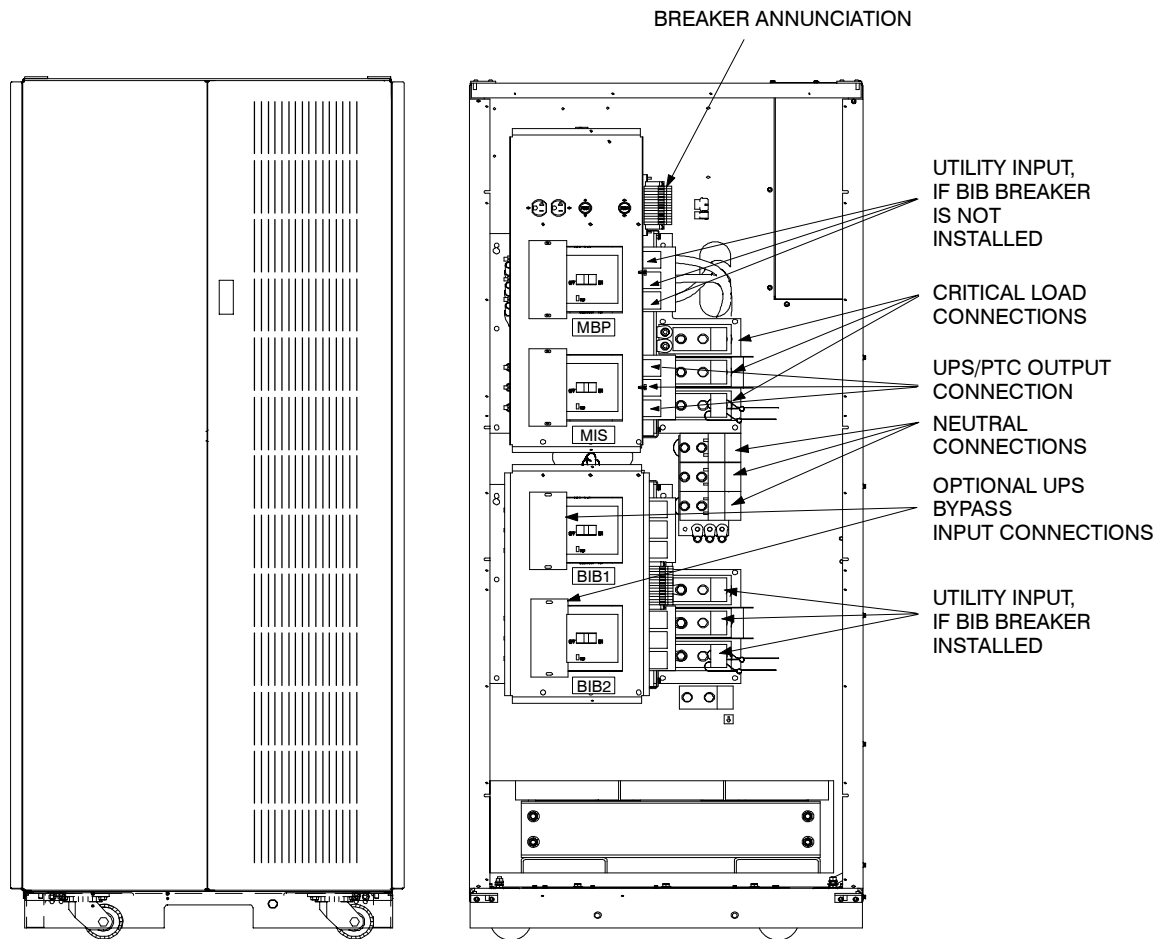 BREAKER ANNUNCIATION
UTILITY INPUT,
IF BIB BREAKER
IS NOT
INSTALLED
CRITICAL LOAD
CONNECTIONS
UPS/PTC OUTPUT
CONNECTION
NEUTRAL
CONNECTIONS
OPTIONAL UPS
BYPASS
INPUT CONNECTIONS
UTILITY INPUT,
IF BIB BREAKER
INSTALLED
MBP
MIS
BIB1
BIB2